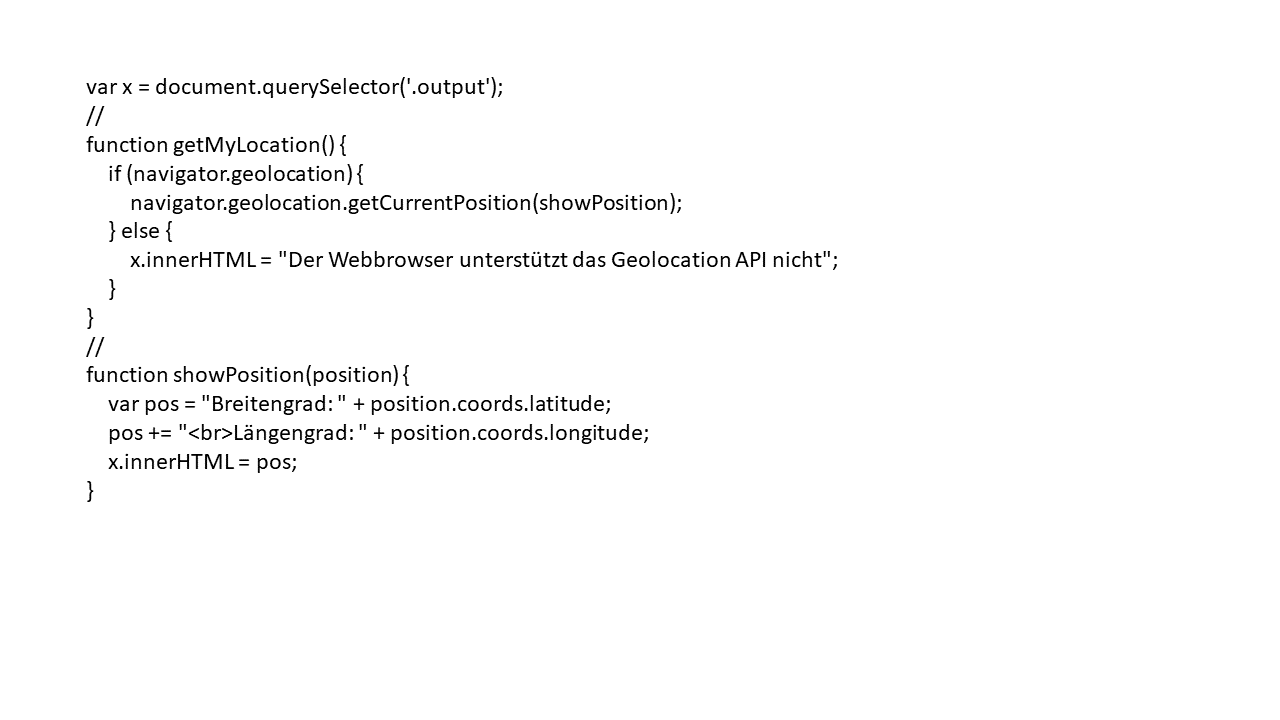 var x = document.querySelector('.output');
//
function getMyLocation() {
    if (navigator.geolocation) {
        navigator.geolocation.getCurrentPosition(showPosition);
    } else {
        x.innerHTML = "Der Webbrowser unterstützt das Geolocation API nicht";
    }
}
//
function showPosition(position) {
    var pos = "Breitengrad: " + position.coords.latitude;
    pos += "<br>Längengrad: " + position.coords.longitude;
    x.innerHTML = pos;
}